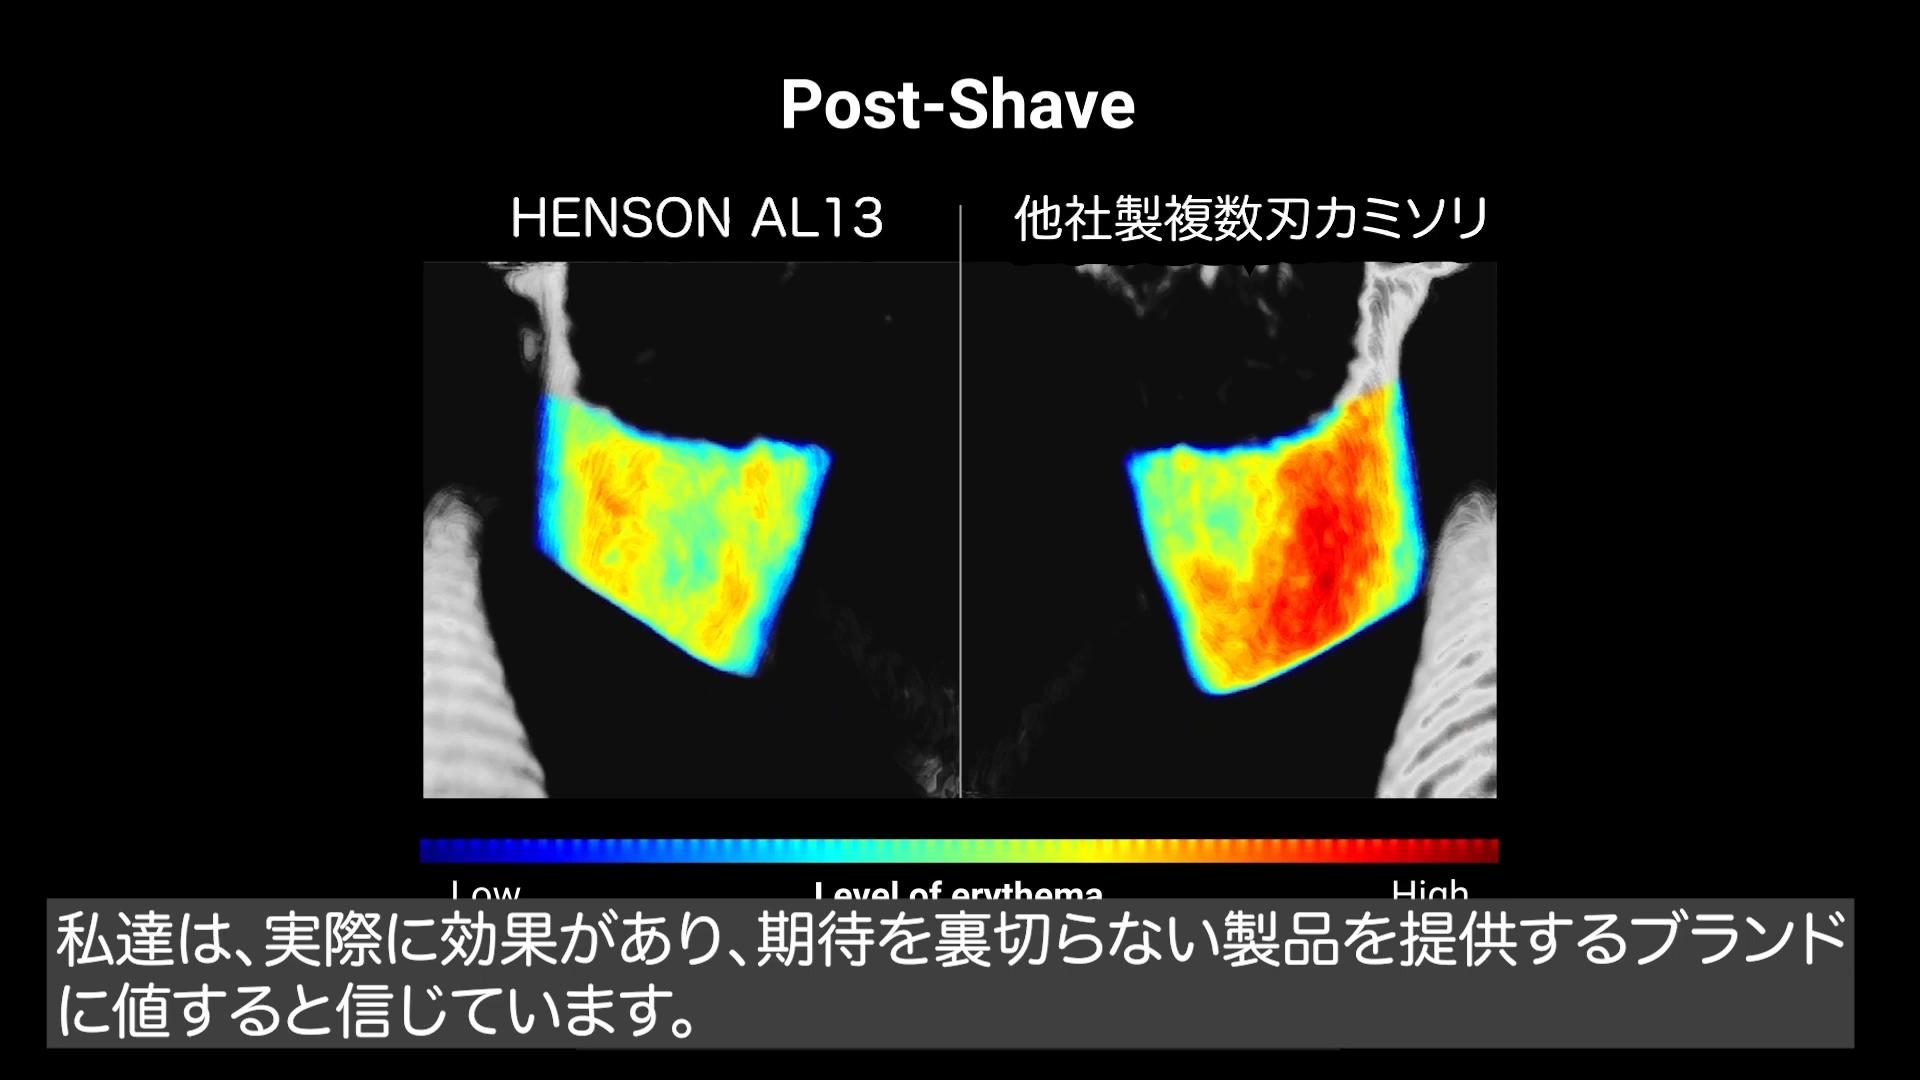 Post-Shave
HENSON AL13
他社製複数刃カミソリ
Low
Level of erythema
High
私達は、実際に効果があり、期待を裏切らない製品を提供するブランド
に値すると信じています。